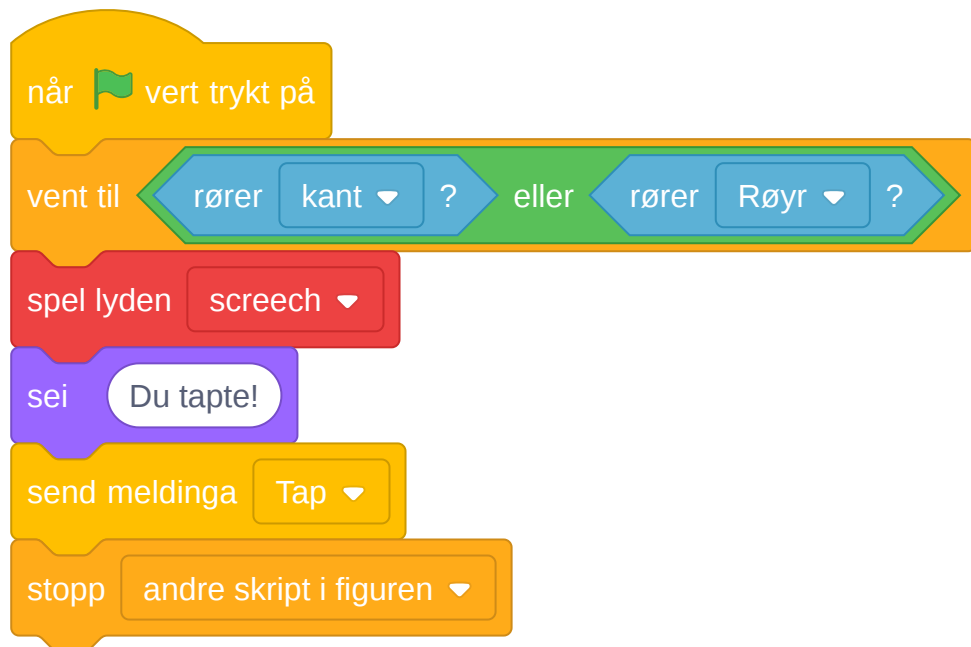 når vert trykt på
vent til rører kant ? eller rører Røyr ?
spel lyden screech
sei Du tapte!
send meldinga Tap
stopp andre skript i figuren